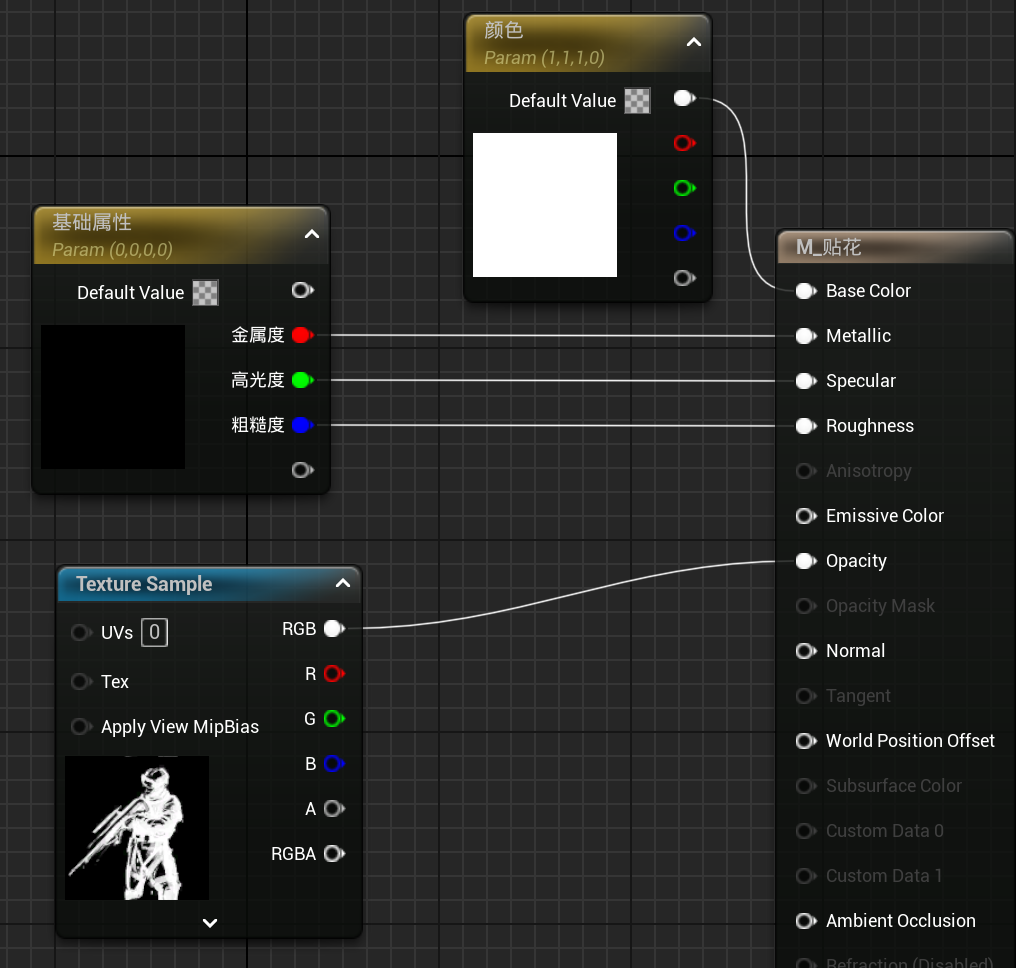 颜色
Param (1,1,1,0)
Default Value
基础属性
Param (0,0,0,0)
Default Value
金属度
高光度
粗糙度
Texture Sample
UVs 0
Tex
Apply View MipBias
RGB
R
G
B
A
RGBA
M_贴花
Base Color
Metallic
Specular
Roughness
Anisotropy
Emissive Color
Opacity
Opacity Mask
Normal
Tangent
World Position Offset
Subsurface Color
Custom Data 0
Custom Data 1
Ambient Occlusion
Refraction (Disabled)